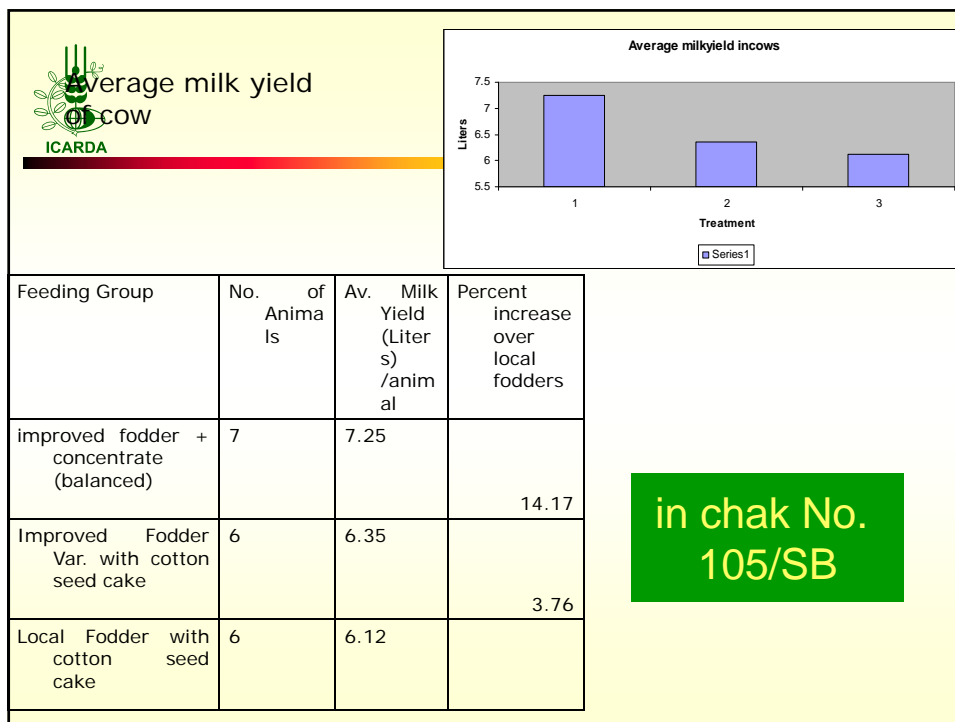 Average milk yield
of cow
ICARDA
Average milkyield incows
7.5
7
6.5
6
5.5
Liters
1 2 3
Treatment
Series1
Feeding Group
No. of
Anima
ls
Av. Milk
Yield
(Liter
s)
/anim
al
Percent
increase
over
local
fodders
improved fodder +
concentrate
(balanced)
7
7.25
14.17
Improved Fodder
Var. with cotton
seed cake
6
6.35
3.76
Local Fodder with
cotton seed
cake
6
6.12
in chak No.
105/SB